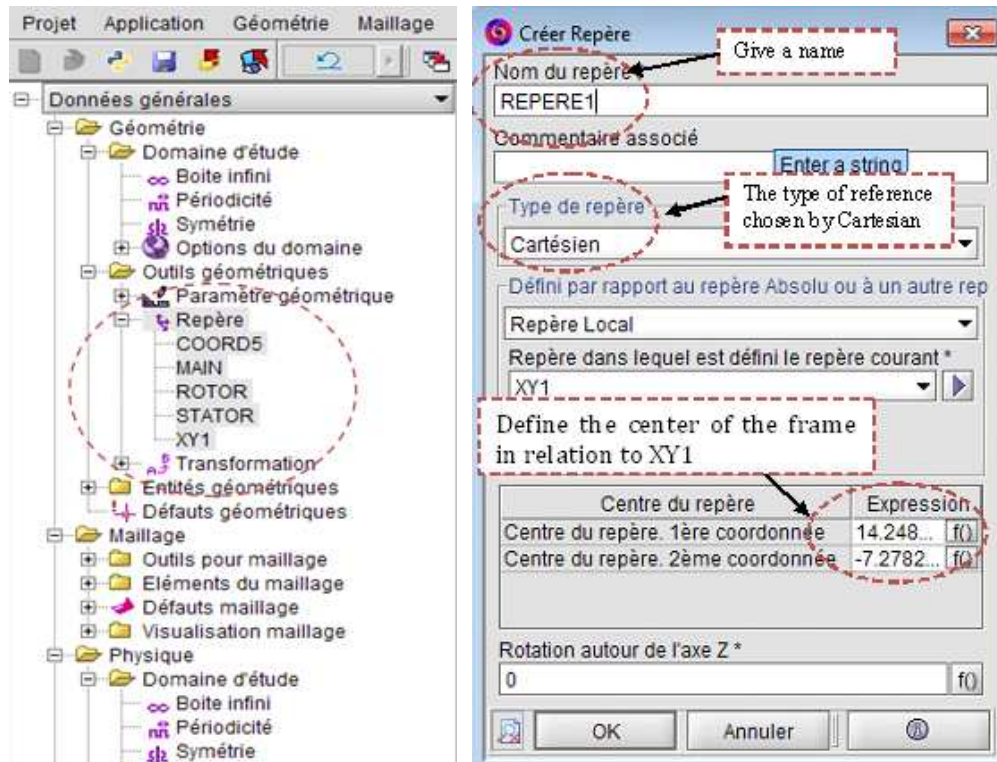 Projet Application Géométrie Maillage
Données générales
Géométrie
Domaine d'étude
Boite infini
Périodicité
Symétrie
Options du domaine
Outils géométriques
Paramètre géométrique
Repère
COORD5
MAIN
ROTOR
STATOR
XY1
Transformation
Entités géométriques
Défauts géométriques
Maillage
Outils pour maillage
Eléments du maillage
Défauts maillage
Visualisation maillage
Physique
Domaine d'étude
Boite infini
Périodicité
Symétrie
Créer Repère
Give a name
Nom du repère
REPERE1
Commentaire associé
Enter a string
Type de repère
The type of reference
chosen by Cartesian
Cartésien
Défini par rapport au repère Absolu ou à un autre rep
Repère Local
Repère dans lequel est défini le repère courant *
XY1
Define the center of the frame
in relation to XY1
Centre du repère Expression
Centre du repère. 1ère coordonnée 14.248... f()
Centre du repère. 2ème coordonnée -7.2782... f()
Rotation autour de l'axe Z *
0 f()
OK Annuler